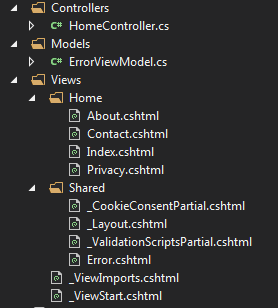 Controllers
C# HomeController.cs
Models
C# ErrorViewModel.cs
Views
Home
About.cshtml
Contact.cshtml
Index.cshtml
Privacy.cshtml
Shared
_CookieConsentPartial.cshtml
_Layout.cshtml
_ValidationScriptsPartial.cshtml
Error.cshtml
_ViewImports.cshtml
_ViewStart.cshtml